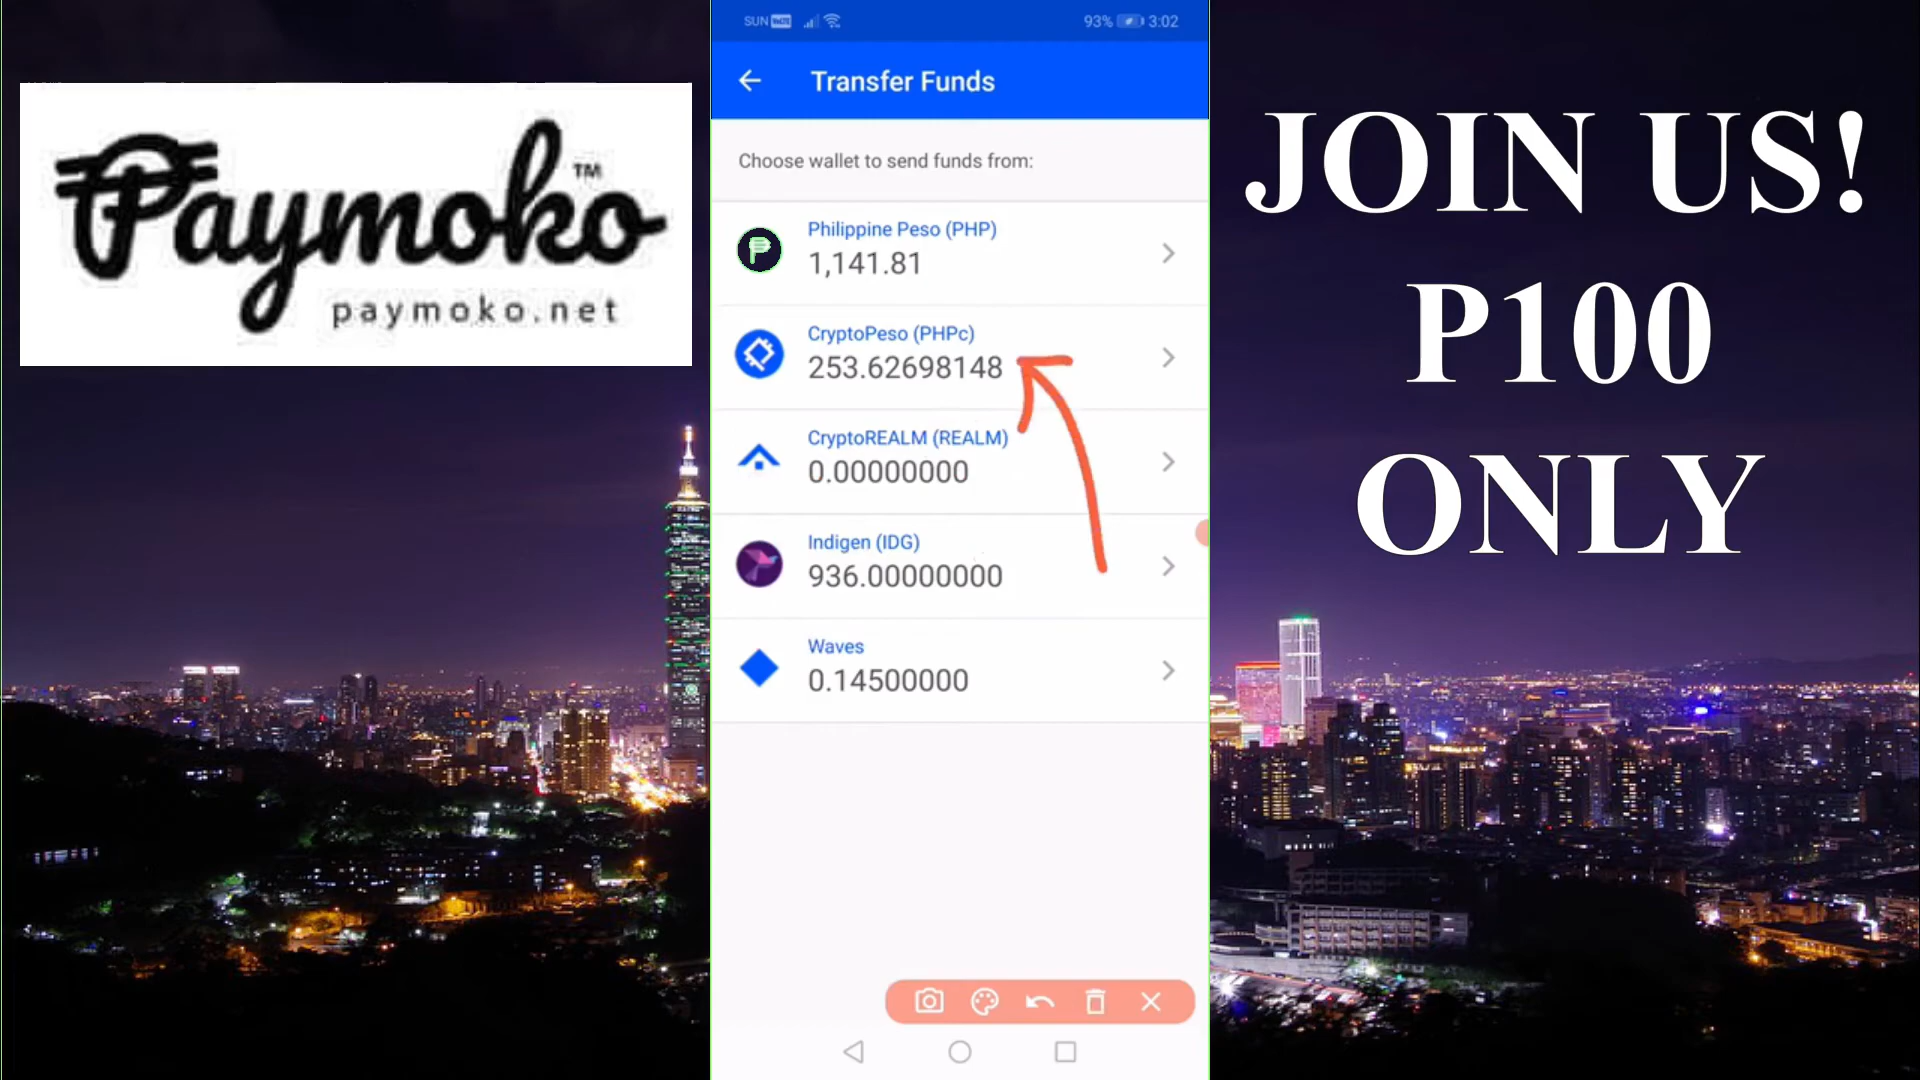 Paymoko™
paymoko.net
SUN VoLTE
93% 3:02
Transfer Funds
Choose wallet to send funds from:
Philippine Peso (PHP)
1,141.81
CryptoPeso (PHPc)
253.62698148
CryptoREALM (REALM)
0.00000000
Indigen (IDG)
936.00000000
Waves
0.14500000
JOIN US!
P100
ONLY